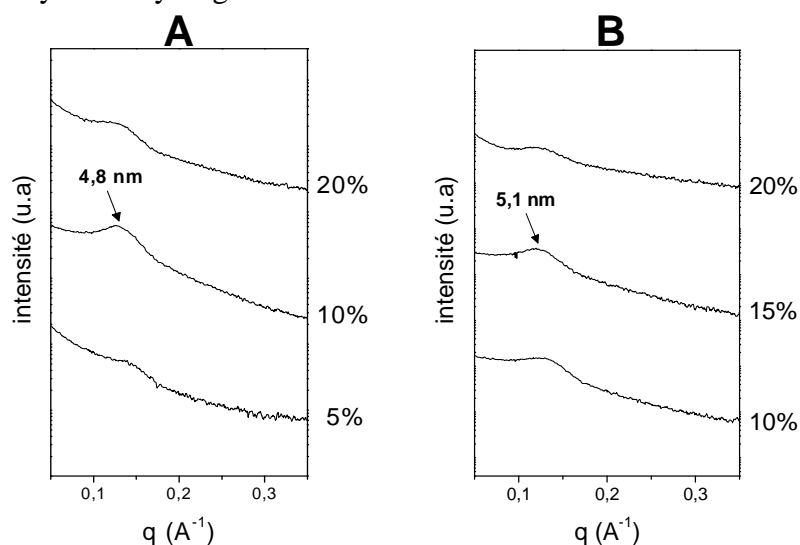 A
intensité (u.a)
4,8 nm
20%
10%
5%
0,1 0,2 0,3
q (A⁻¹)
B
intensité (u.a)
5,1 nm
20%
15%
10%
0,1 0,2 0,3
q (A⁻¹)